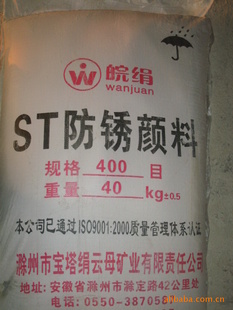 皖绢
wanjuan
ST防锈颜料
规格 400 目
重量 40 kg±0.5
本公司已通过ISO9001:2000质量管理体系认证
滁州市宝塔绢云母矿业有限责任公司
地址:安徽省滁州市滁定路42公里处
电话:0550-387055